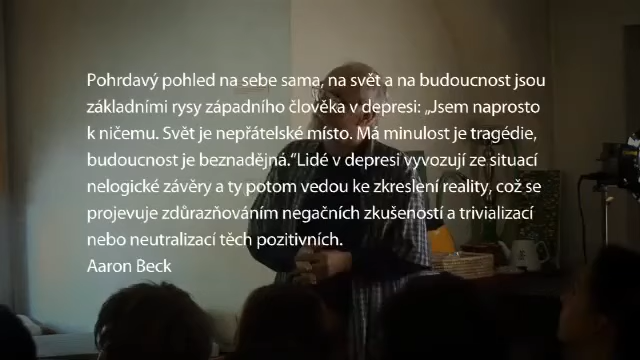 Pohrdavý pohled na sebe sama, na svět a na budoucnost jsou
základními rysy západního člověka v depresi: „Jsem naprosto
k ničemu. Svět je nepřátelské místo. Má minulost je tragédie,
budoucnost je beznadějná.“Lidé v depresi vyvozují ze situací
nelogické závěry a ty potom vedou ke zkreslení reality, což se
projevuje zdůrazňováním negačních zkušeností a trivializací
nebo neutralizací těch pozitivních.
Aaron Beck